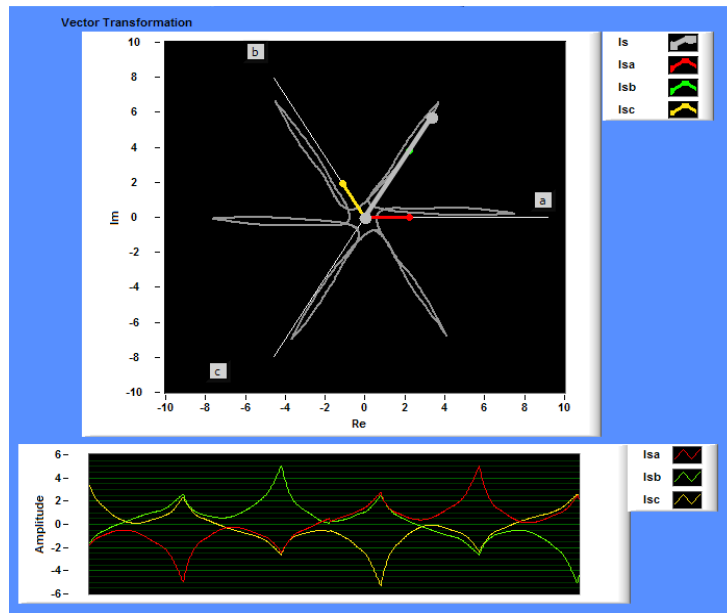 Vector Transformation
Is
Isa
Isb
Isc
b
a
c
10
8
6
4
2
0
-2
-4
-6
-8
-10
Im
-10 -8 -6 -4 -2 0 2 4 6 8 10
Re
Isa
Isb
Isc
6
4
2
0
-2
-4
-6
Amplitude